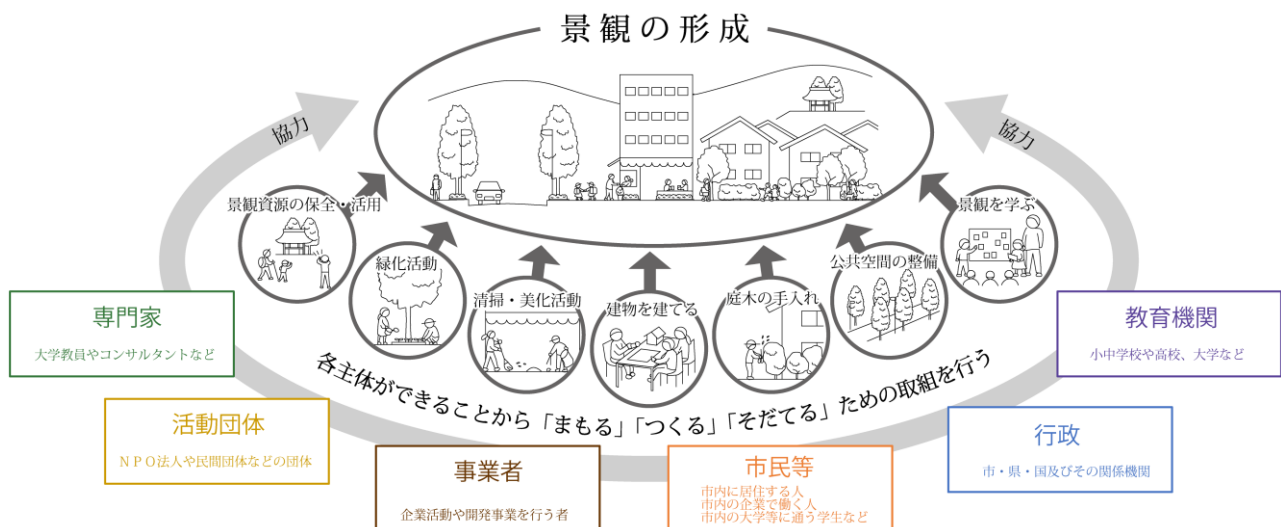 景観の形成
協力
協力
景観資源の保全・活用
緑化活動
清掃・美化活動
建物を建てる
庭木の手入れ
公共空間の整備
景観を学ぶ
各主体ができることから「まもる」「つくる」「そだてる」ための取組を行う
専門家
大学教員やコンサルタントなど
活動団体
ＮＰＯ法人や民間団体などの団体
事業者
企業活動や開発事業を行う者
市民等
市内に居住する人
市内の企業で働く人
市内の大学等に通う学生など
行政
市・県・国及びその関係機関
教育機関
小中学校や高校、大学など